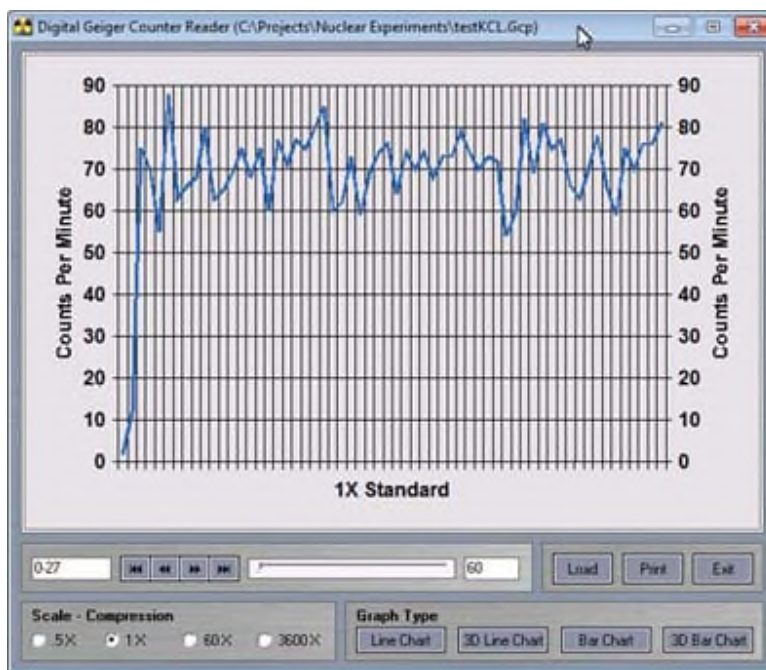 Digital Geiger Counter Reader (C:\Projects\Nuclear Experiments\testKCL.Gcp)
90 90
80 80
70 70
60 60
50 50
40 40
30 30
20 20
10 10
0 0
Counts Per Minute
Counts Per Minute
1X Standard
0-27 60 Load Print Exit
Scale - Compression Graph Type
.5X 1X 60X 3600X Line Chart 3D Line Chart Bar Chart 3D Bar Chart